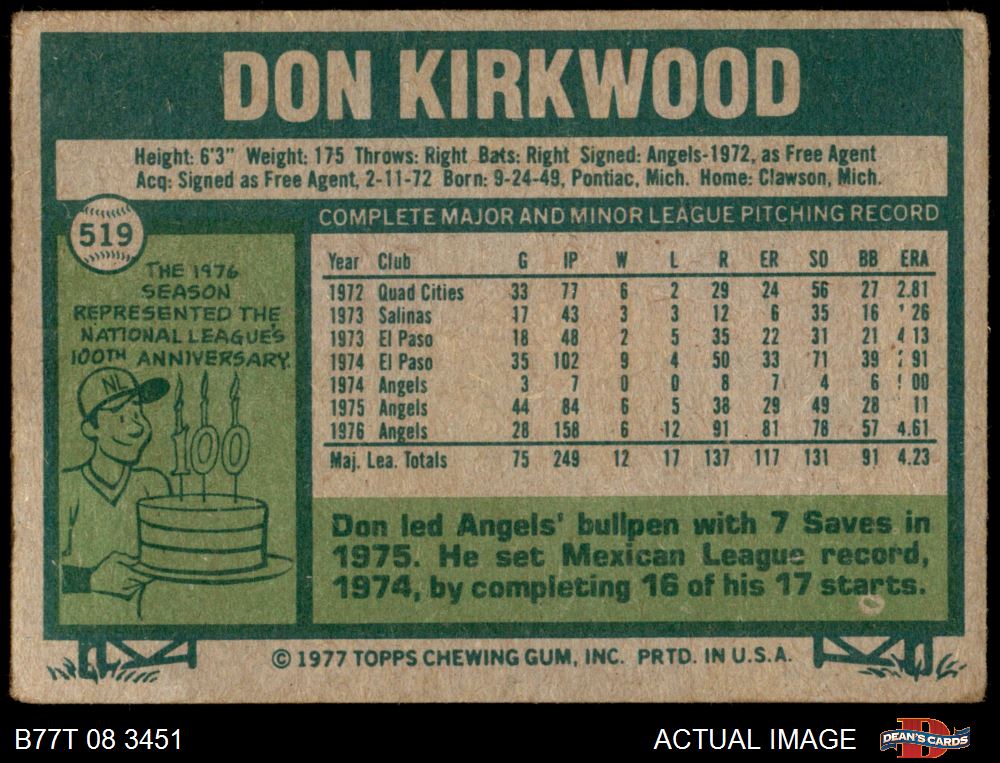 DON KIRKWOOD
Height: 6'3" Weight: 175 Throws: Right Bats: Right Signed: Angels-1972, as Free Agent
Acq: Signed as Free Agent, 2-11-72 Born: 9-24-49, Pontiac, Mich. Home: Clawson, Mich.
519
THE 1976
SEASON
REPRESENTED THE
NATIONAL LEAGUE'S
100TH ANNIVERSARY.
NL
100
COMPLETE MAJOR AND MINOR LEAGUE PITCHING RECORD
Year Club G IP W L R ER SO BB ERA
1972 Quad Cities 33 77 6 2 29 24 56 27 2.81
1973 Salinas 17 43 3 3 12 6 35 16 26
1973 El Paso 18 48 2 5 35 22 31 21 4 13
1974 El Paso 35 102 9 4 50 33 71 39 91
1974 Angels 3 7 0 0 8 7 4 6 00
1975 Angels 44 84 6 5 38 29 49 28 11
1976 Angels 28 158 6 12 91 81 78 57 4.61
Maj. Lea. Totals 75 249 12 17 137 117 131 91 4.23
Don led Angels' bullpen with 7 Saves in
1975. He set Mexican League record,
1974, by completing 16 of his 17 starts.
© 1977 TOPPS CHEWING GUM, INC. PRTD. IN U.S.A.
B77T 08 3451
ACTUAL IMAGE
D
DEAN'S CARDS